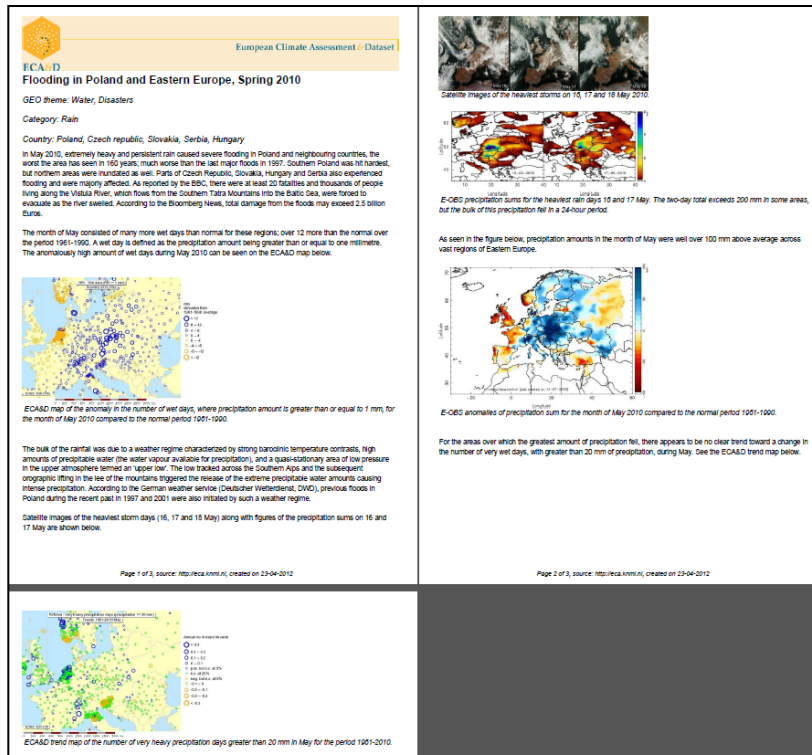 European Climate Assessment & Dataset
ECA&D
Flooding in Poland and Eastern Europe, Spring 2010
GEO theme: Water, Disasters
Category: Rain
Country: Poland, Czech republic, Slovakia, Serbia, Hungary
In May 2010, extremely heavy and persistent rain caused severe flooding in Poland and neighbouring countries, the
worst the area has seen in 160 years; much worse than the last major floods in 1997. Southern Poland was hit hardest,
but northern areas were inundated as well. Parts of Czech Republic, Slovakia, Hungary and Serbia also experienced
flooding and were majorly affected. As reported by the BBC, there were at least 20 fatalities and thousands of people
living along the Vistula River, which flows from the Southern Tatra Mountains into the Baltic Sea, were forced to
evacuate as the river swelled. According to the Bloomberg News, total damage from the floods may exceed 2.5 billion
Euros.
The month of May consisted of many more wet days than normal for these regions; over 12 more than the normal over
the period 1961-1990. A wet day is defined as the precipitation amount being greater than or equal to one millimetre.
The anomalously high amount of wet days during May 2010 can be seen on the ECA&D map below.
ECA&D map of the anomaly in the number of wet days, where precipitation amount is greater than or equal to 1 mm, for
the month of May 2010 compared to the normal period 1961-1990.
The bulk of the rainfall was due to a weather regime characterized by strong baroclinic temperature contrasts, high
amounts of precipitable water (the water vapour available for precipitation), and a quasi-stationary area of low pressure
in the upper atmosphere termed an 'upper low'. The low tracked across the Southern Alps and the subsequent
orographic lifting in the lee of the mountains triggered the release of the extreme precipitable water amounts causing
intense precipitation. According to the German weather service (Deutscher Wetterdienst, DWD), previous floods in
Poland during the recent past in 1997 and 2001 were also initiated by such a weather regime.
Satellite images of the heaviest storm days (16, 17 and 18 May) along with figures of the precipitation sums on 16 and
17 May are shown below.
Page 1 of 3, source: http://eca.knmi.nl, created on 23-04-2012
Satellite images of the heaviest storms on 16, 17 and 18 May 2010.
Latitude
Longitude
Longitude
E-OBS precipitation sums for the heaviest rain days 16 and 17 May. The two-day total exceeds 200 mm in some areas,
but the bulk of this precipitation fell in a 24-hour period.
As seen in the figure below, precipitation amounts in the month of May were well over 100 mm above average across
vast regions of Eastern Europe.
Latitude
Longitude
E-OBS anomalies of precipitation sum for the month of May 2010 compared to the normal period 1961-1990.
For the areas over which the greatest amount of precipitation fell, there appears to be no clear trend toward a change in
the number of very wet days, with greater than 20 mm of precipitation, during May. See the ECA&D trend map below.
Page 2 of 3, source: http://eca.knmi.nl, created on 23-04-2012
ECA&D trend map of the number of very heavy precipitation days greater than 20 mm in May for the period 1951-2010.